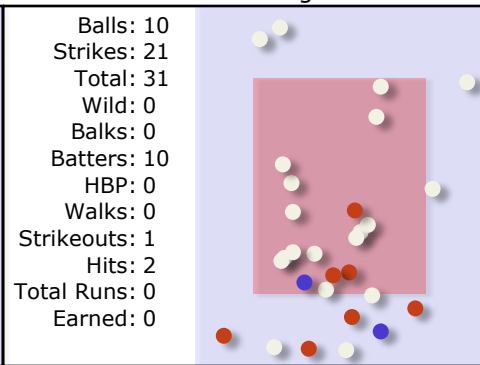 Balls: 10
Strikes: 21
Total: 31
Wild: 0
Balks: 0
Batters: 10
HBP: 0
Walks: 0
Strikeouts: 1
Hits: 2
Total Runs: 0
Earned: 0